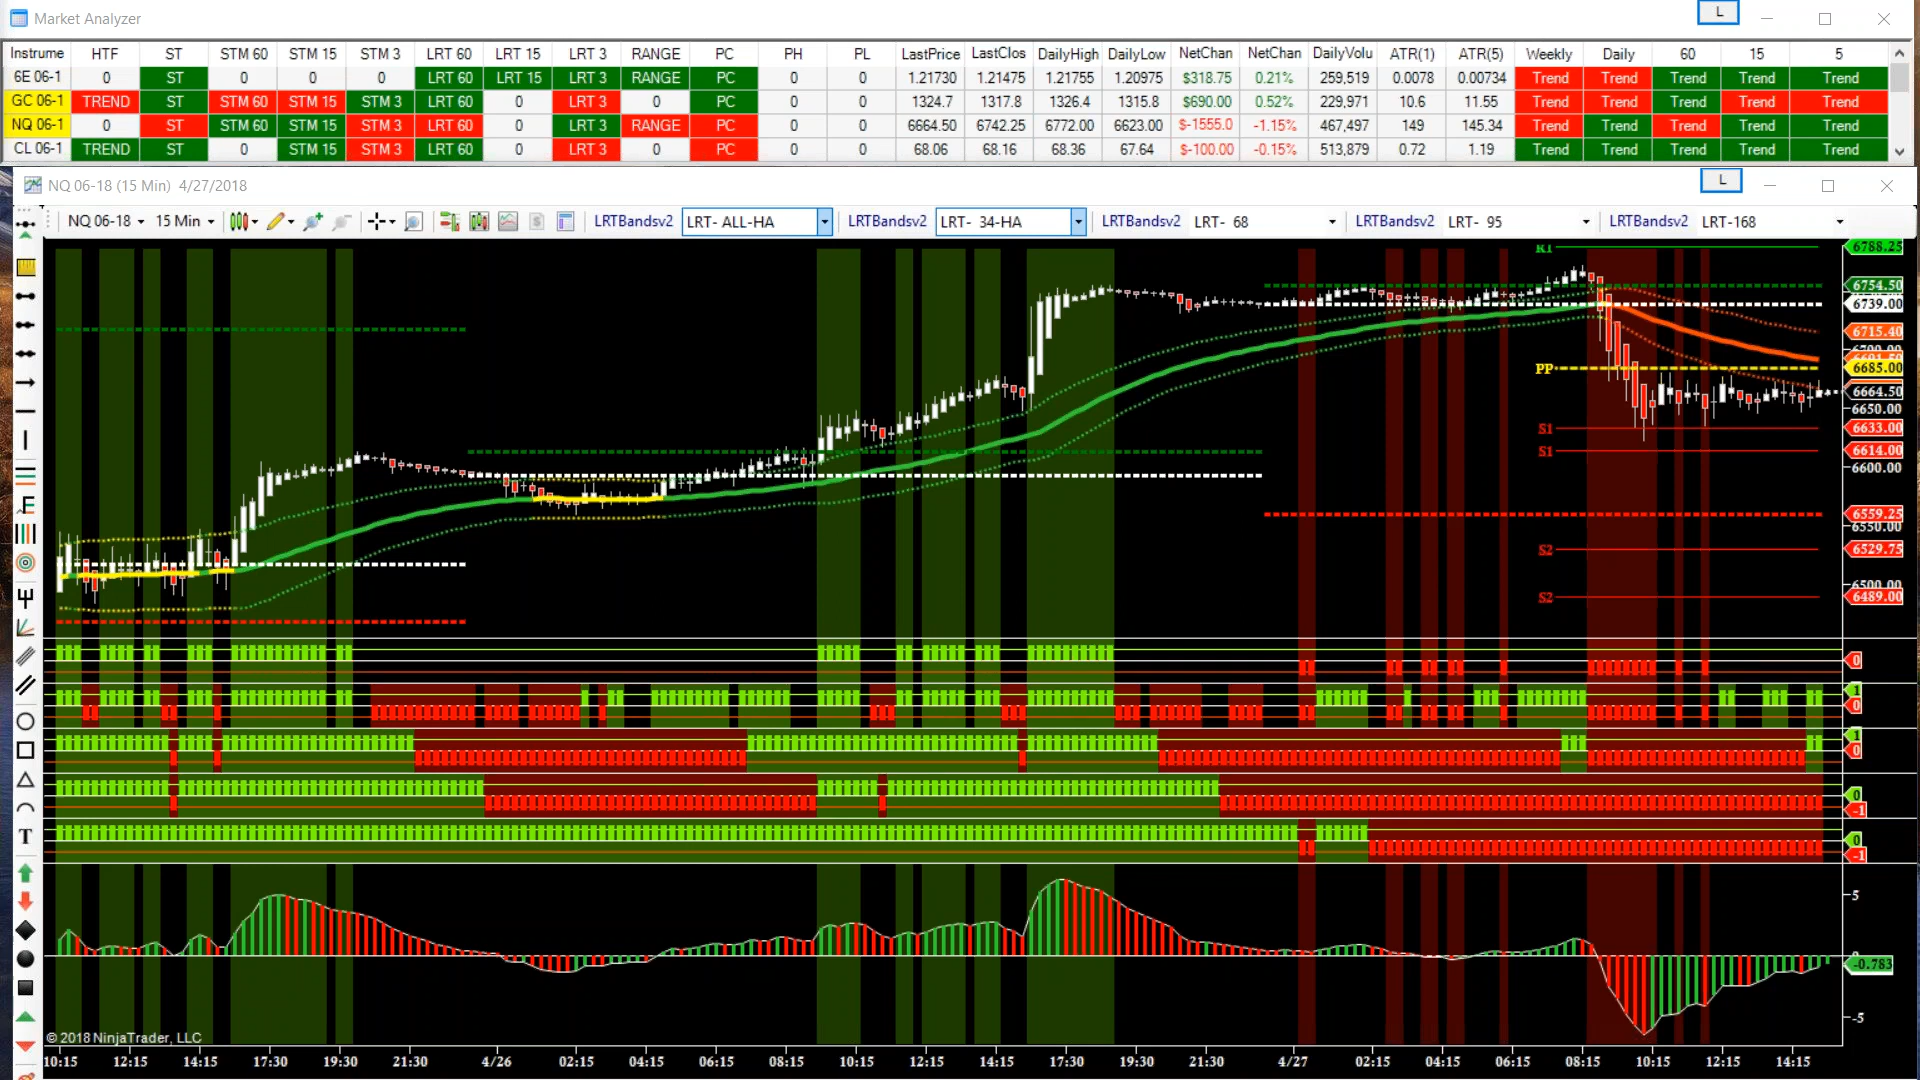 Market Analyzer L
Instrume HTF ST STM 60 STM 15 STM 3 LRT 60 LRT 15 LRT 3 RANGE PC PH PL LastPrice LastClos DailyHigh DailyLow NetChan NetChan DailyVolu ATR(1) ATR(5) Weekly Daily 60 15 5
6E 06-1 0 ST 0 0 0 LRT 60 LRT 15 LRT 3 RANGE PC 0 0 1.21730 1.21475 1.21755 1.20975 $318.75 0.21% 259,519 0.0078 0.00734 Trend Trend Trend Trend Trend
GC 06-1 TREND ST STM 60 STM 15 STM 3 LRT 60 0 LRT 3 0 PC 0 0 1324.7 1317.8 1326.4 1315.8 $690.00 0.52% 229,971 10.6 11.55 Trend Trend Trend Trend Trend
NQ 06-1 0 ST STM 60 STM 15 STM 3 LRT 60 0 LRT 3 RANGE PC 0 0 6664.50 6742.25 6772.00 6623.00 $-1555.0 -1.15% 467,497 149 145.34 Trend Trend Trend Trend Trend
CL 06-1 TREND ST 0 STM 15 STM 3 LRT 60 0 LRT 3 0 PC 0 0 68.06 68.16 68.36 67.64 $-100.00 -0.15% 513,879 0.72 1.19 Trend Trend Trend Trend Trend
NQ 06-18 (15 Min) 4/27/2018 L
NQ 06-18 15 Min LRTBandsv2 LRT- ALL-HA LRTBandsv2 LRT- 34-HA LRTBandsv2 LRT- 68 LRTBandsv2 LRT- 95 LRTBandsv2 LRT-168
R1 6788.25
6754.50
6739.00
6715.40
PP 6685.00
6664.50
6650.00
S1 6633.00
S1 6614.00
6600.00
6559.25
6550.00
S2 6529.75
6500.00
S2 6489.00
F
T
0
1
0
1
0
0
-1
0
-1
5
0
-0.783
-5
© 2018 NinjaTrader, LLC
10:15 12:15 14:15 17:30 19:30 21:30 4/26 02:15 04:15 06:15 08:15 10:15 12:15 14:15 17:30 19:30 21:30 4/27 02:15 04:15 06:15 08:15 10:15 12:15 14:15